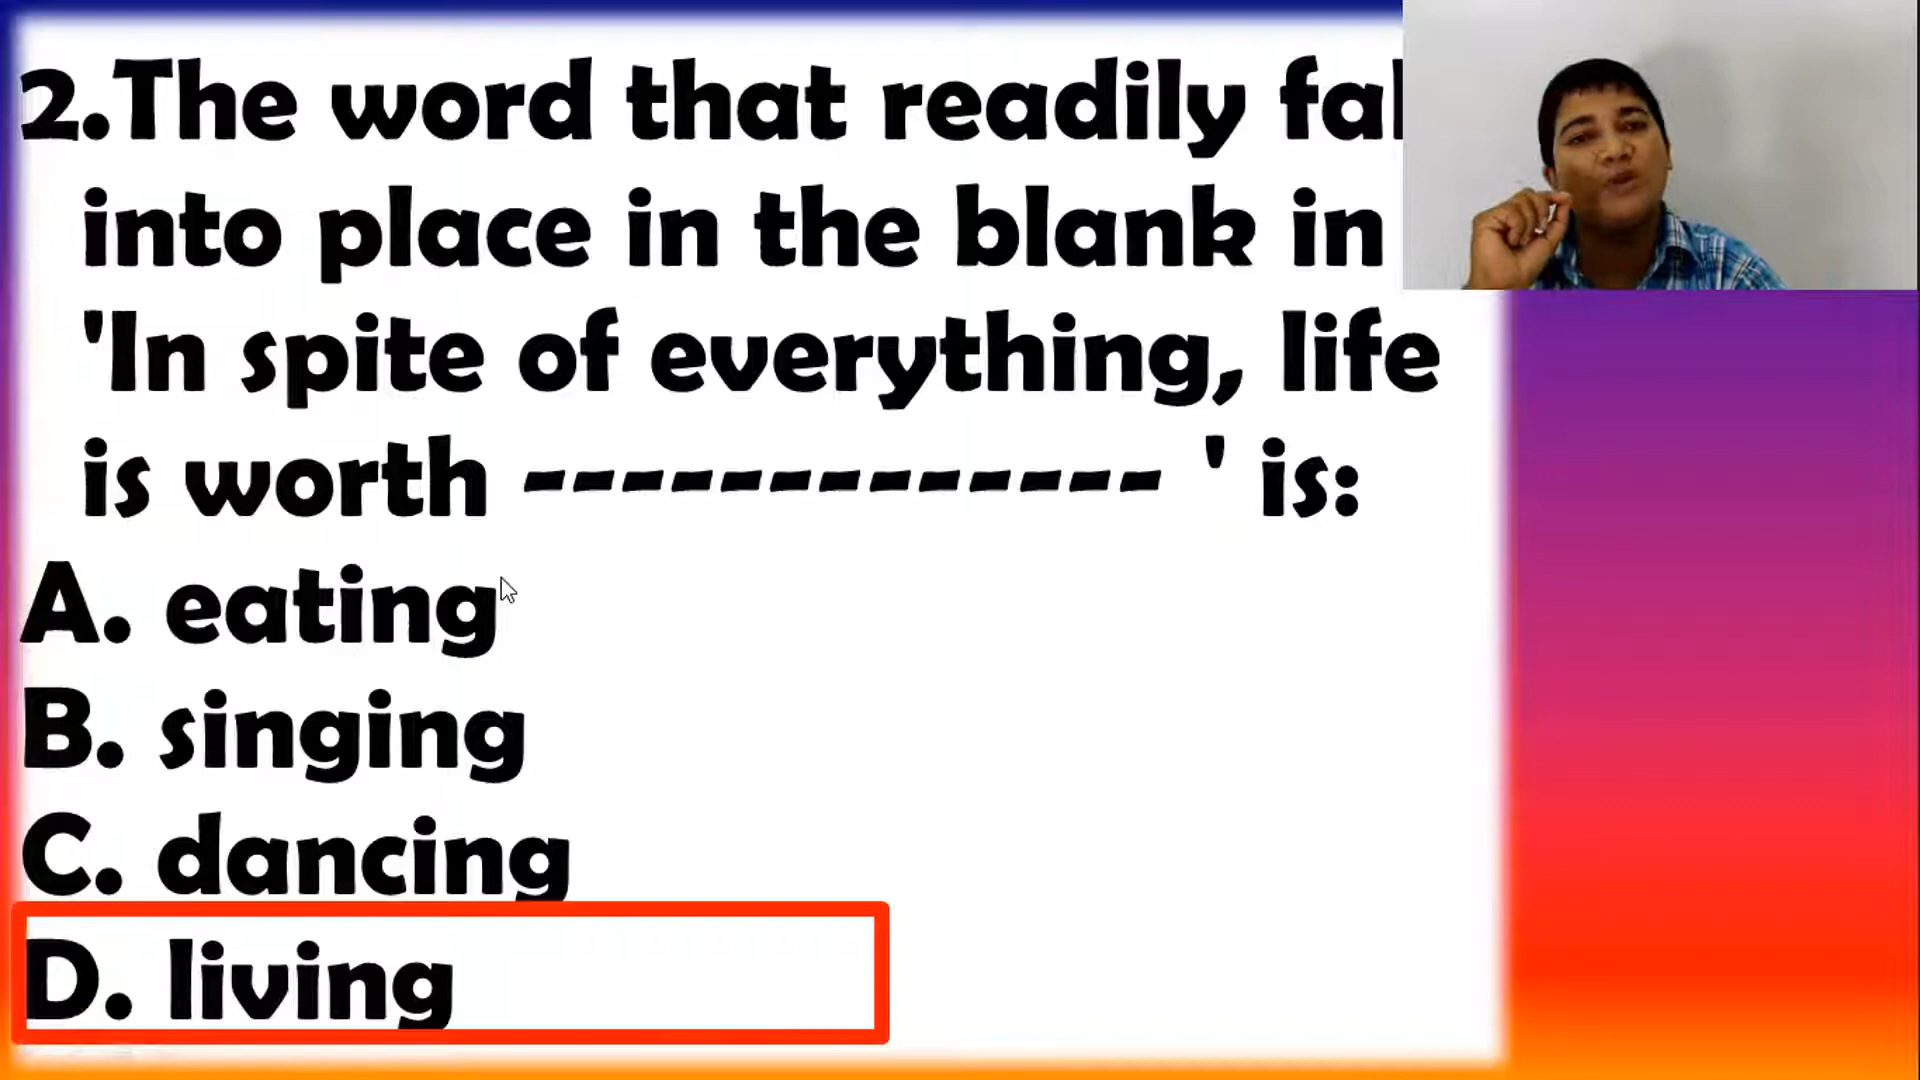 2.The word that readily fal
into place in the blank in
'In spite of everything, life
is worth -------------- ' is:
A. eating
B. singing
C. dancing
D. living